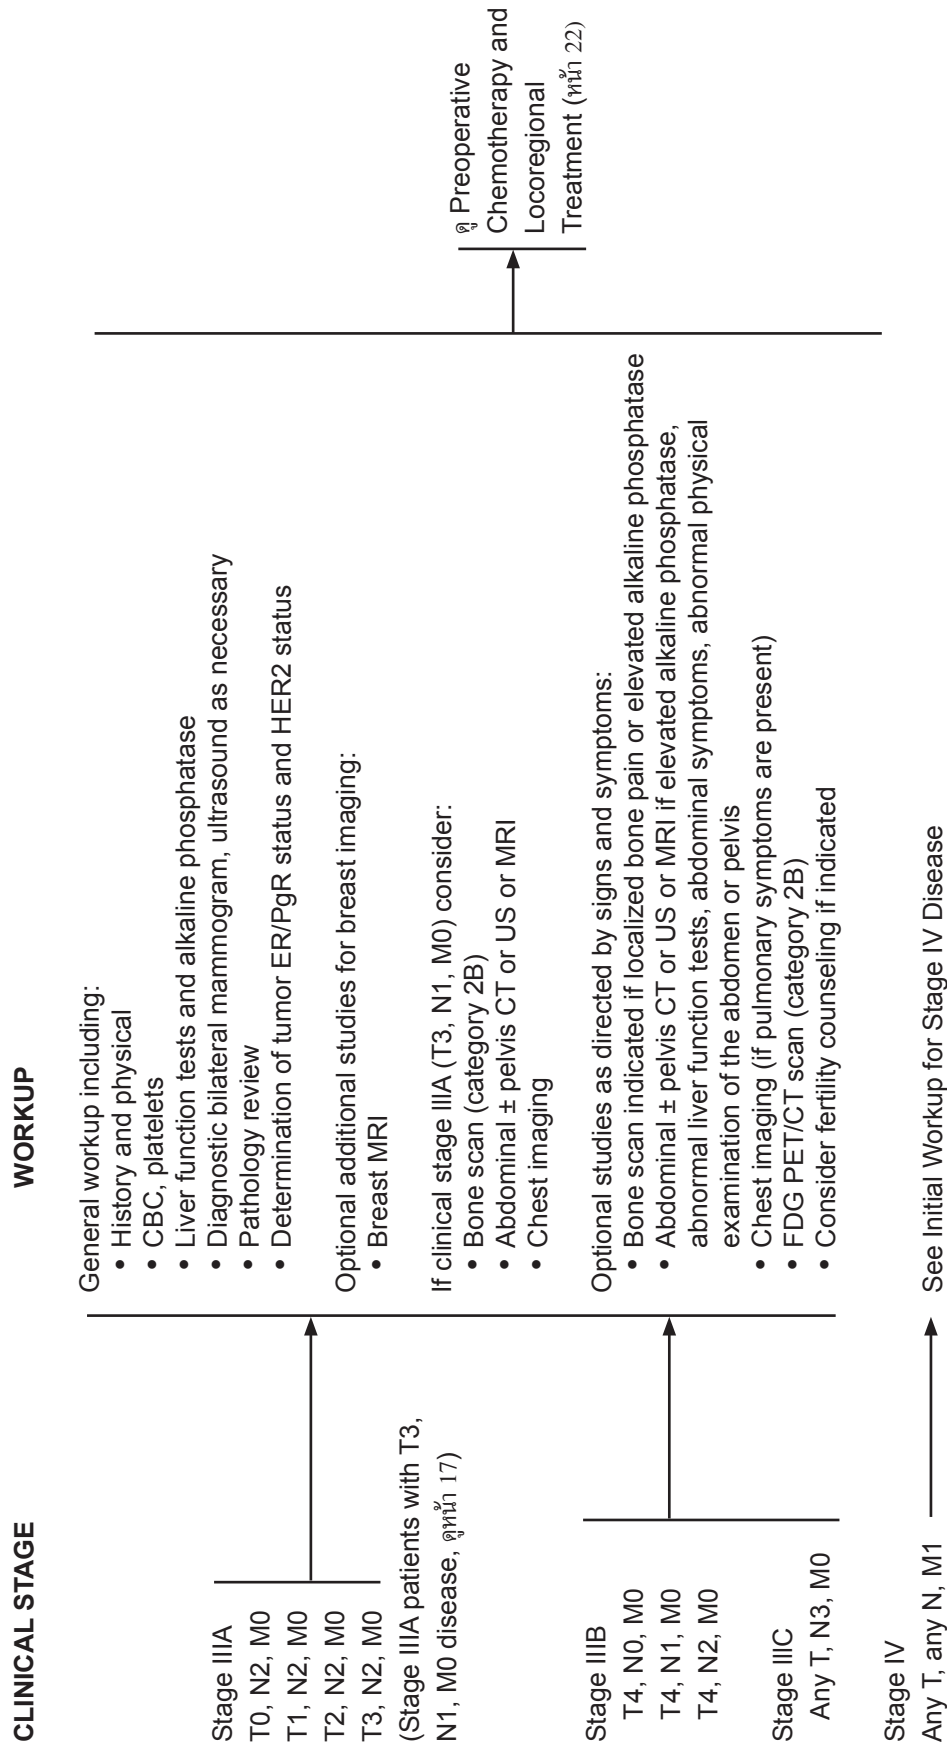 CLINICAL STAGE
WORKUP
Stage IIIA
T0, N2, M0
T1, N2, M0
T2, N2, M0
T3, N2, M0
(Stage IIIA patients with T3,
N1, M0 disease, ดูหน้า 17)
Stage IIIB
T4, N0, M0
T4, N1, M0
T4, N2, M0
Stage IIIC
Any T, N3, M0
Stage IV
Any T, any N, M1
General workup including:
• History and physical
• CBC, platelets
• Liver function tests and alkaline phosphatase
• Diagnostic bilateral mammogram, ultrasound as necessary
• Pathology review
• Determination of tumor ER/PgR status and HER2 status
Optional additional studies for breast imaging:
• Breast MRI
If clinical stage IIIA (T3, N1, M0) consider:
• Bone scan (category 2B)
• Abdominal ± pelvis CT or US or MRI
• Chest imaging
Optional studies as directed by signs and symptoms:
• Bone scan indicated if localized bone pain or elevated alkaline phosphatase
• Abdominal ± pelvis CT or US or MRI if elevated alkaline phosphatase,
abnormal liver function tests, abdominal symptoms, abnormal physical
examination of the abdomen or pelvis
• Chest imaging (if pulmonary symptoms are present)
• FDG PET/CT scan (category 2B)
• Consider fertility counseling if indicated
See Initial Workup for Stage IV Disease
ดู Preoperative
Chemotherapy and
Locoregional
Treatment (หน้า 22)